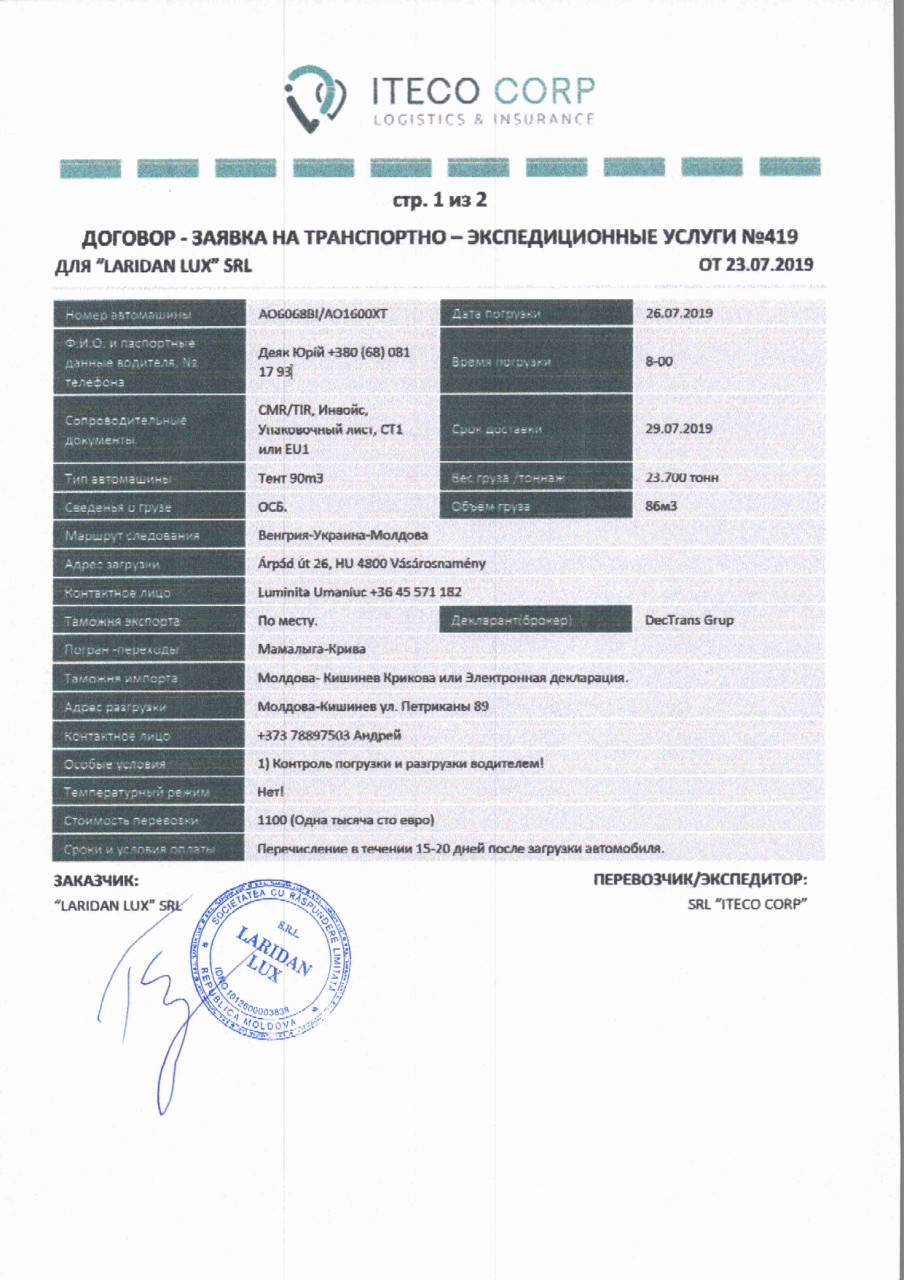 ITECO CORP
LOGISTICS & INSURANCE
стр. 1 из 2
ДОГОВОР - ЗАЯВКА НА ТРАНСПОРТНО – ЭКСПЕДИЦИОННЫЕ УСЛУГИ №419
ДЛЯ “LARIDAN LUX” SRL ОТ 23.07.2019
Номер автомашины AO6068BI/AO1600XT Дата погрузки 26.07.2019
Ф.И.О. и паспортные
данные водителя, №
телефона
Деяк Юрій +380 (68) 081
17 93
Время погрузки 8-00
Сопроводительные
документы
CMR/TIR, Инвойс,
Упаковочный лист, СТ1
или EU1
Срок доставки 29.07.2019
Тип автомашины Тент 90m3 Вес груза /тоннаж 23.700 тонн
Сведенья о грузе ОСБ. Объем груза 86м3
Маршрут следования Венгрия-Украина-Молдова
Адрес загрузки Árpád út 26, HU 4800 Vásárosnamény
Контактное лицо Luminita Umaniuc +36 45 571 182
Таможня экспорта По месту. Декларант(брокер) DecTrans Grup
Погран -переходы Мамалыга-Крива
Таможня импорта Молдова- Кишинев Крикова или Электронная декларация.
Адрес разгрузки Молдова-Кишинев ул. Петриканы 89
Контактное лицо +373 78897503 Андрей
Особые условия 1) Контроль погрузки и разгрузки водителем!
Температурный режим Нет!
Стоимость перевозки 1100 (Одна тысяча сто евро)
Сроки и условия оплаты Перечисление в течении 15-20 дней после загрузки автомобиля.
ЗАКАЗЧИК: ПЕРЕВОЗЧИК/ЭКСПЕДИТОР:
“LARIDAN LUX” SRL SRL “ITECO CORP”
SOCIETATEA CU RĂSPUNDERE LIMITATĂ
S.R.L.
LARIDAN
LUX
IDNO 1012600003838
REPUBLICA MOLDOVA